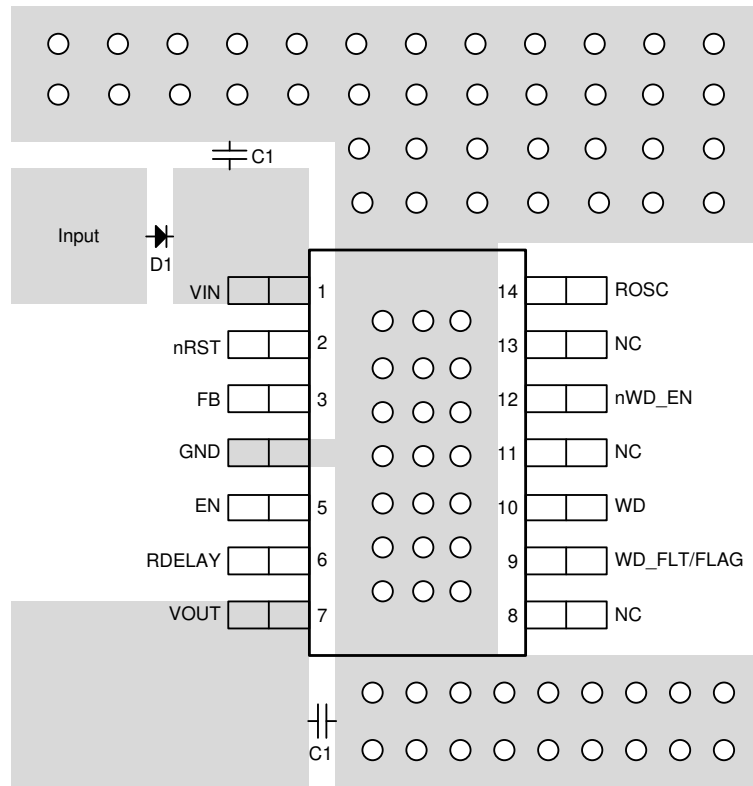 C1
Input
D1
VIN 1 14 ROSC
nRST 2 13 NC
FB 3 12 nWD_EN
GND 11 NC
EN 5 10 WD
RDELAY 6 9 WD_FLT/FLAG
VOUT 7 8 NC
C1